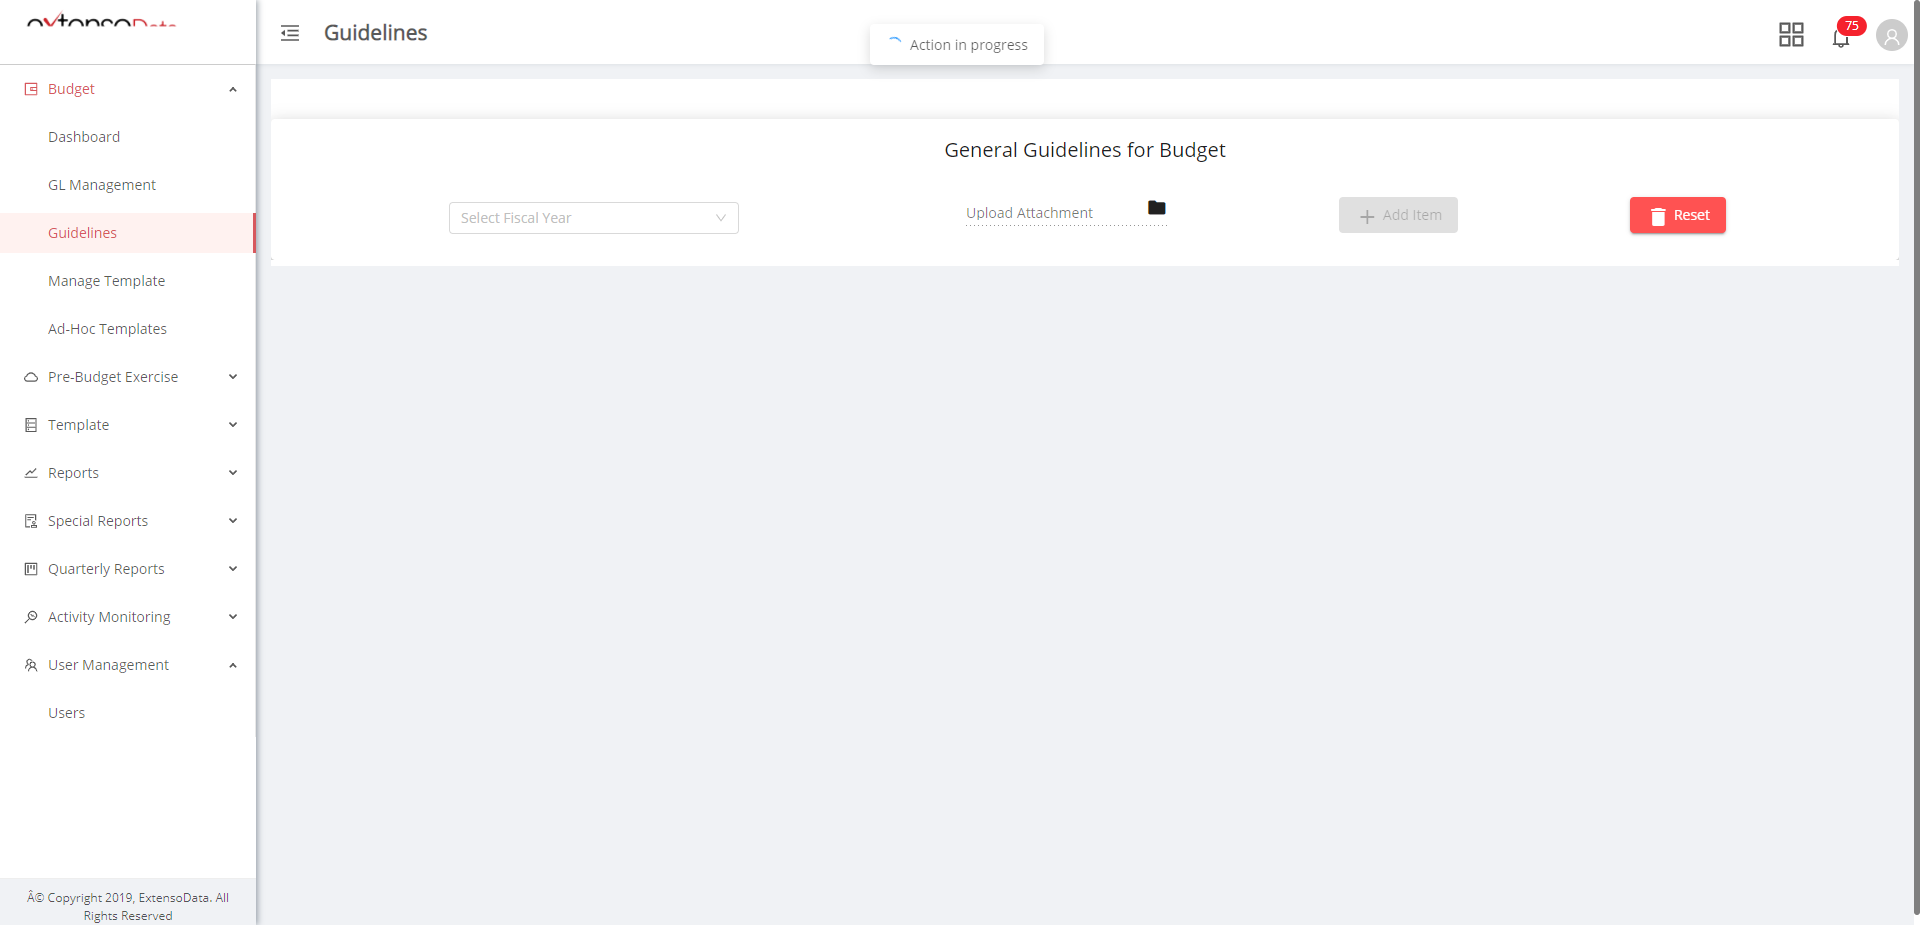 extensoData
Guidelines
Action in progress
75
Budget
Dashboard
GL Management
Guidelines
Manage Template
Ad-Hoc Templates
Pre-Budget Exercise
Template
Reports
Special Reports
Quarterly Reports
Activity Monitoring
User Management
Users
General Guidelines for Budget
Select Fiscal Year
Upload Attachment
Add Item
Reset
Â© Copyright 2019, ExtensoData. All
Rights Reserved